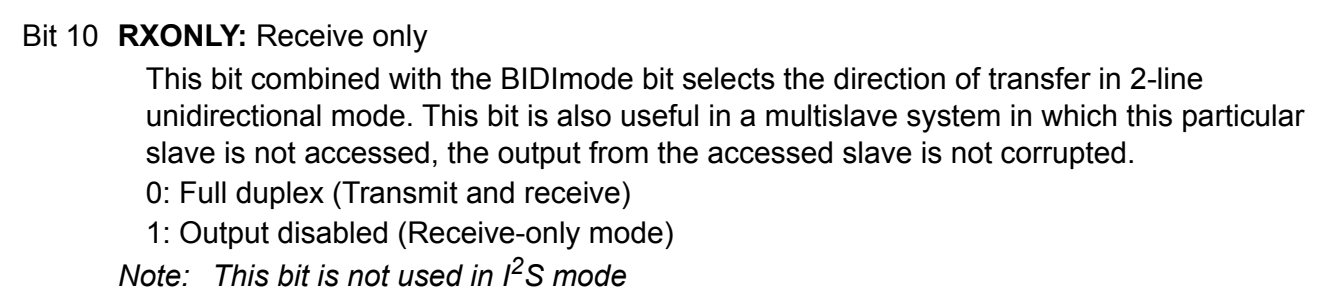 Bit 10 RXONLY: Receive only
This bit combined with the BIDImode bit selects the direction of transfer in 2-line
unidirectional mode. This bit is also useful in a multislave system in which this particular
slave is not accessed, the output from the accessed slave is not corrupted.
0: Full duplex (Transmit and receive)
1: Output disabled (Receive-only mode)
Note: This bit is not used in I²S mode